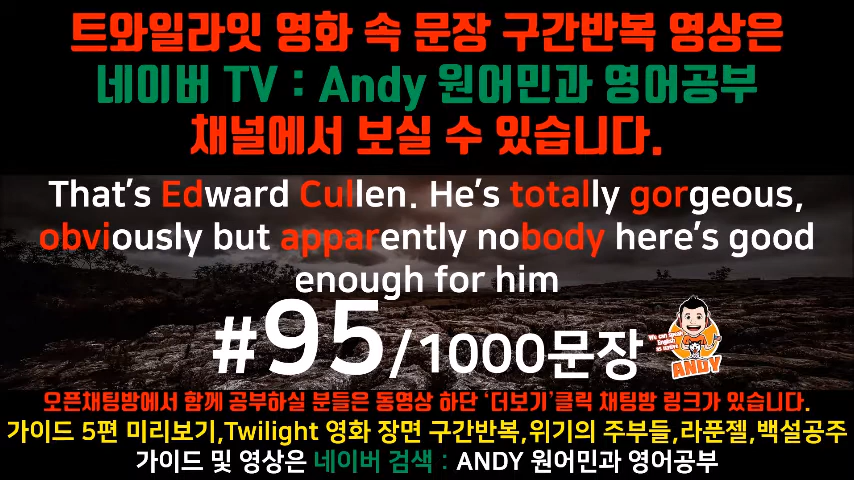 트와일라잇 영화 속 문장 구간반복 영상은
네이버 TV : Andy 원어민과 영어공부
채널에서 보실 수 있습니다.
That's Edward Cullen. He's totally gorgeous,
obviously but apparently nobody here's good
enough for him
#95/1000문장
We can speak
English
as native
ANDY
오픈채팅방에서 함께 공부하실 분들은 동영상 하단 '더보기'클릭 채팅방 링크가 있습니다.
가이드 5편 미리보기,Twilight 영화 장면 구간반복,위기의 주부들,라푼젤,백설공주
가이드 및 영상은 네이버 검색 : ANDY 원어민과 영어공부